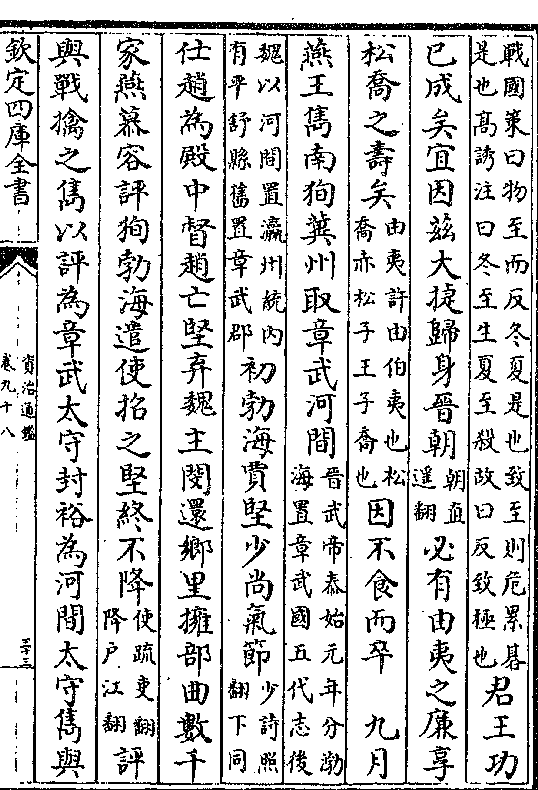 戰國策曰物至而反冬夏是也致至則危累棊
是也髙誘注曰冬至生夏至殺故曰反致極也
君王功
已成矣宜因兹大捷歸身晉朝
朝直
遥翻
必有由夷之廉享
松喬之壽矣
由夷許由伯夷也松
喬亦松子王子喬也
因不食而卒　九月
燕王雋南狥冀州取章武河間
晉武帝泰始元年分渤
海置章武國五代志後
魏以河間置瀛州統内
有平舒縣舊置章武郡
初勃海賈堅少尚氣節
少詩照
翻下同
仕趙為殿中督趙亡堅弃魏主閔還鄉里擁部曲數千
家燕慕容評狥勃海遣使招之堅終不降
使疏吏翻
降户江翻
評
與戰擒之雋以評為章武太守封裕為河間太守雋與
欽定四庫全書
資治通鑑
卷九十八
二十三